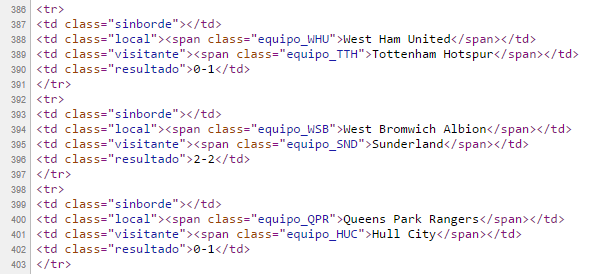 386 <tr>
387 <td class="sinborde"></td>
388 <td class="local"><span class="equipo_WHU">West Ham United</span></td>
389 <td class="visitante"><span class="equipo_TTH">Tottenham Hotspur</span></td>
390 <td class="resultado">0-1</td>
391 </tr>
392 <tr>
393 <td class="sinborde"></td>
394 <td class="local"><span class="equipo_WSB">West Bromwich Albion</span></td>
395 <td class="visitante"><span class="equipo_SND">Sunderland</span></td>
396 <td class="resultado">2-2</td>
397 </tr>
398 <tr>
399 <td class="sinborde"></td>
400 <td class="local"><span class="equipo_QPR">Queens Park Rangers</span></td>
401 <td class="visitante"><span class="equipo_HUC">Hull City</span></td>
402 <td class="resultado">0-1</td>
403 </tr>